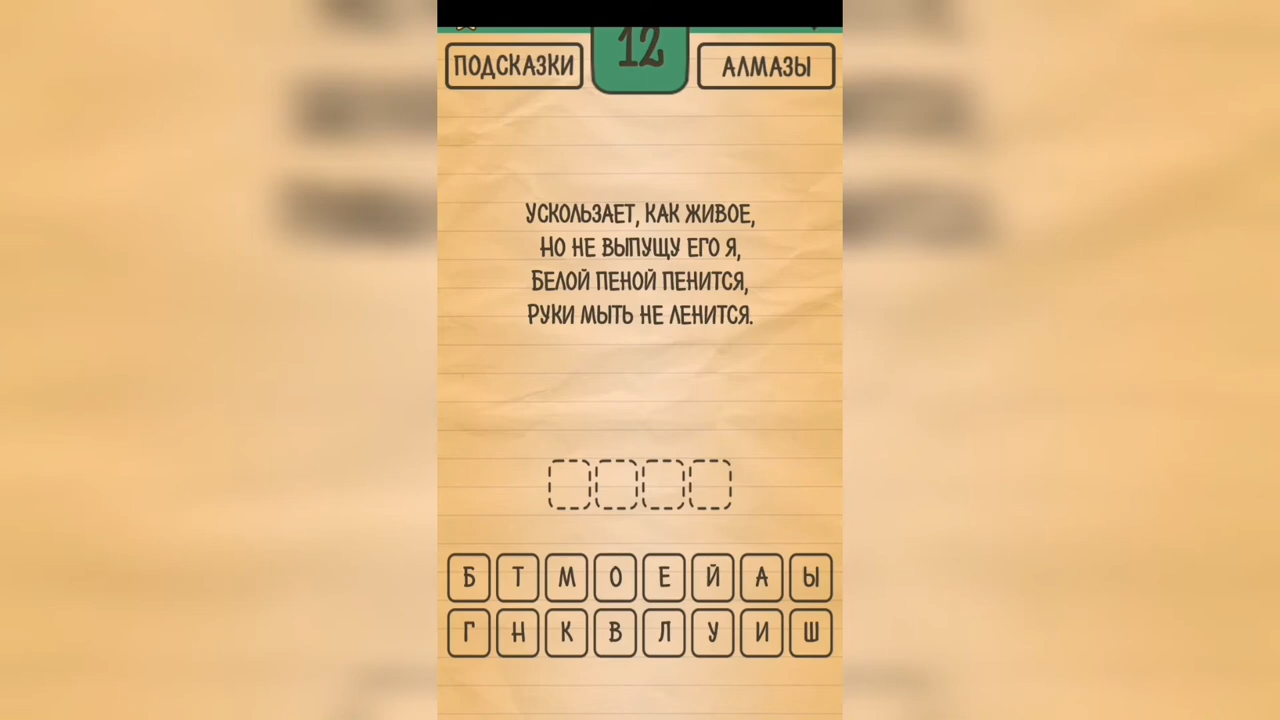 12
ПОДСКАЗКИ
АЛМАЗЫ
УСКОЛЬЗАЕТ, КАК ЖИВОЕ,
НО НЕ ВЫПУЩУ ЕГО Я,
БЕЛОЙ ПЕНОЙ ПЕНИТСЯ,
РУКИ МЫТЬ НЕ ЛЕНИТСЯ.
Б Т М О Е Й А Ы
Г Н К В Л У И Ш